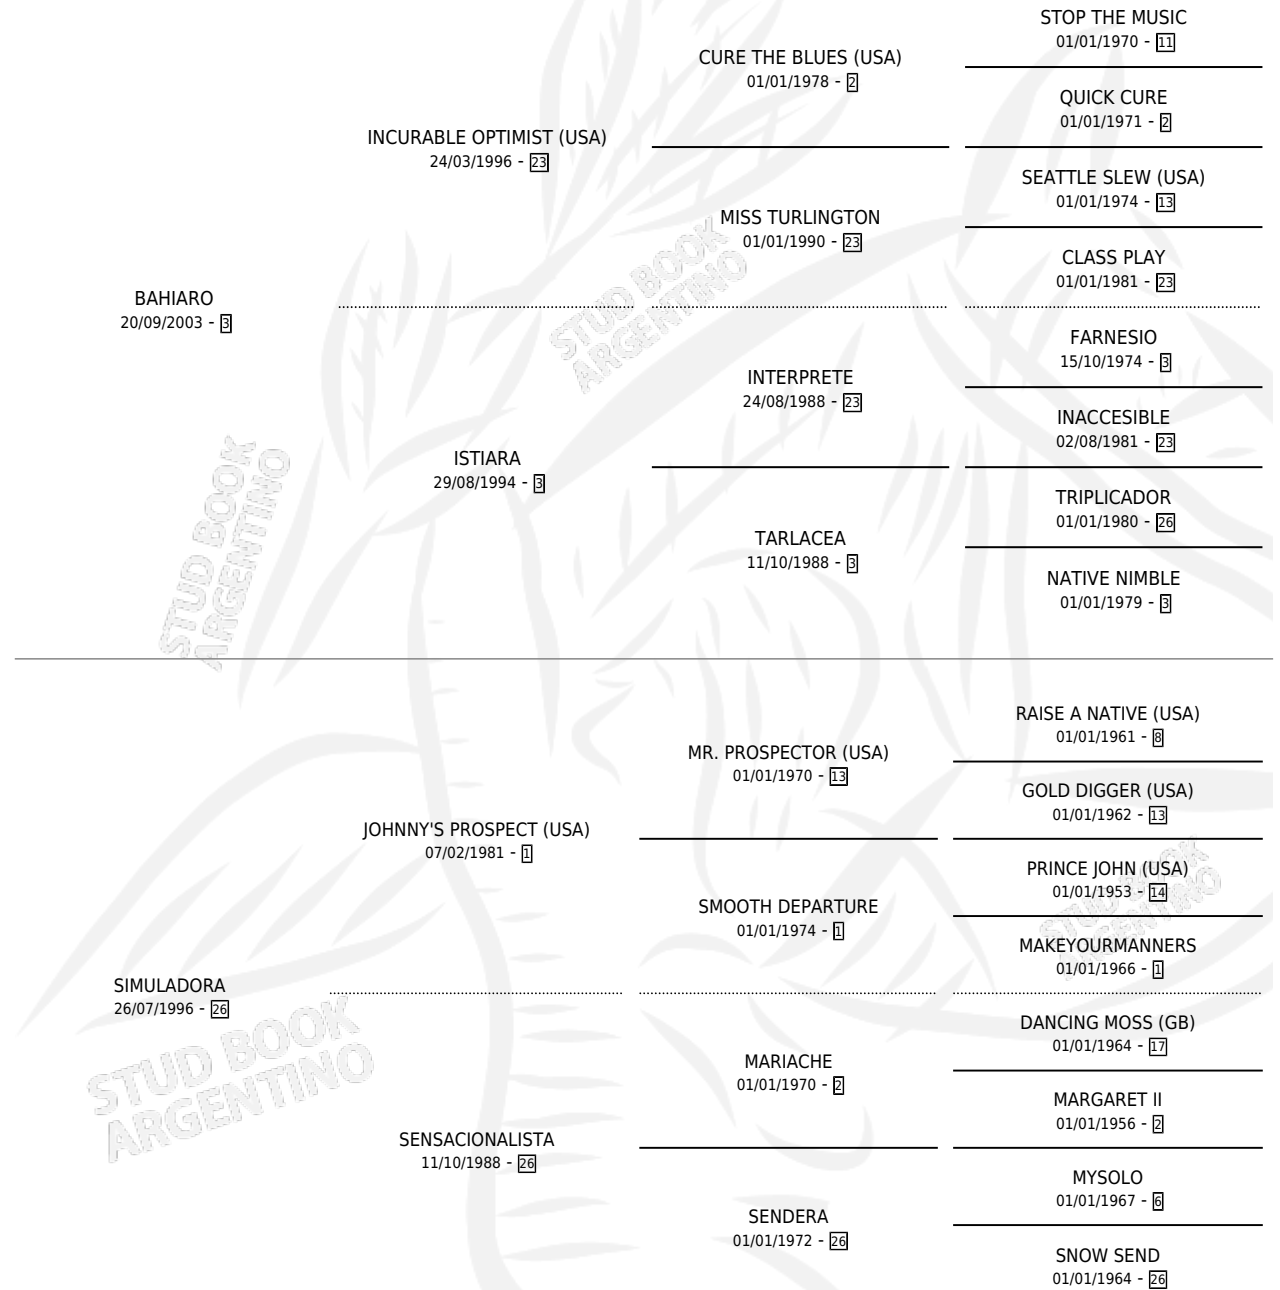 STOP THE MUSIC
01/01/1970 - 11
CURE THE BLUES (USA)
01/01/1978 - 2
QUICK CURE
01/01/1971 - 2
INCURABLE OPTIMIST (USA)
24/03/1996 - 23
SEATTLE SLEW (USA)
01/01/1974 - 13
MISS TURLINGTON
01/01/1990 - 23
CLASS PLAY
01/01/1981 - 23
BAHIARO
20/09/2003 - 3
STUD BOOK
ARGENTINO
FARNESIO
15/10/1974 - 3
INTERPRETE
24/08/1988 - 23
INACCESIBLE
02/08/1981 - 23
ISTIARA
29/08/1994 - 3
TRIPLICADOR
01/01/1980 - 26
TARLACEA
11/10/1988 - 3
NATIVE NIMBLE
01/01/1979 - 3
STUD BOOK
ARGENTINO
RAISE A NATIVE (USA)
01/01/1961 - 8
MR. PROSPECTOR (USA)
01/01/1970 - 13
GOLD DIGGER (USA)
01/01/1962 - 13
JOHNNY'S PROSPECT (USA)
07/02/1981 - 1
PRINCE JOHN (USA)
01/01/1953 - 14
STUD BOOK
ARGENTINO
SMOOTH DEPARTURE
01/01/1974 - 1
MAKEYOURMANNERS
01/01/1966 - 1
SIMULADORA
26/07/1996 - 26
STUD BOOK
ARGENTINO
DANCING MOSS (GB)
01/01/1964 - 17
MARIACHE
01/01/1970 - 2
MARGARET II
01/01/1956 - 2
SENSACIONALISTA
11/10/1988 - 26
MYSOLO
01/01/1967 - 6
SENDERA
01/01/1972 - 26
SNOW SEND
01/01/1964 - 26